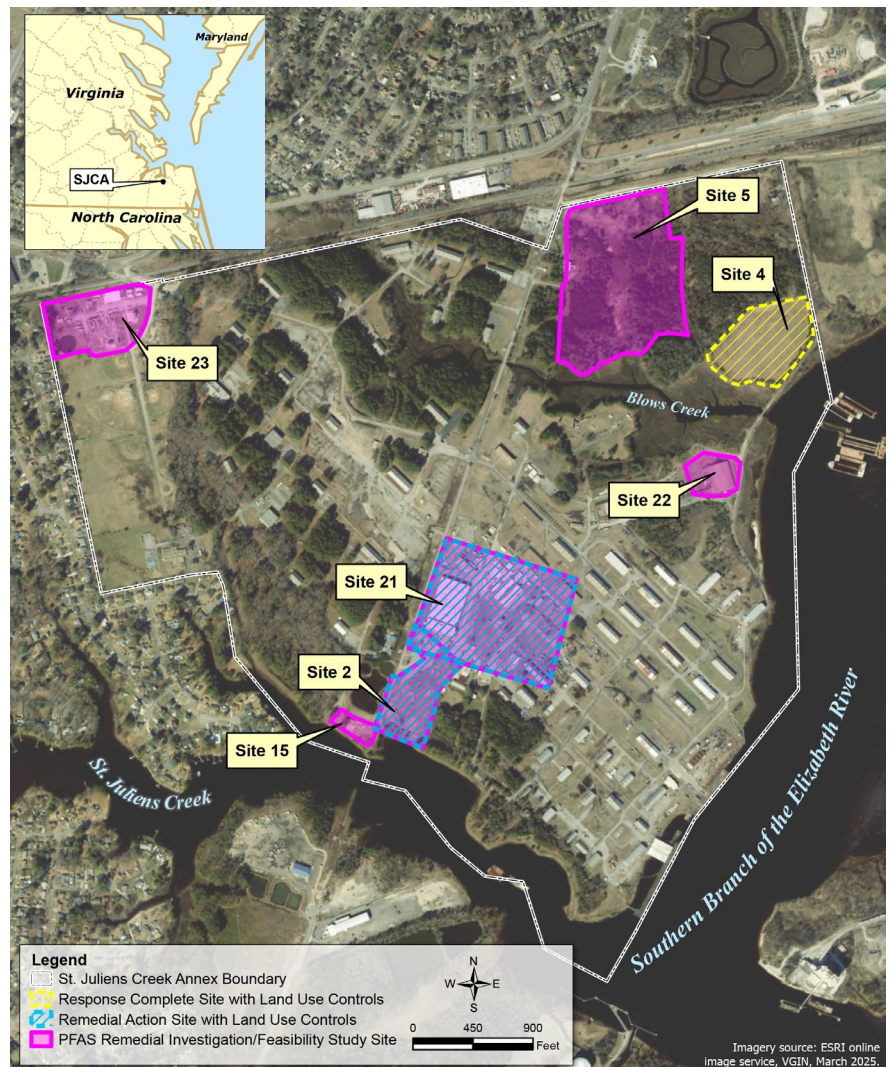 Maryland
Virginia
SJCA
North Carolina
Site 5
Site 4
Site 23
Blows Creek
Site 22
Site 21
Site 2
Site 15
St. Juliens Creek
Southern Branch of the Elizabeth River
Legend
St. Juliens Creek Annex Boundary
Response Complete Site with Land Use Controls
Remedial Action Site with Land Use Controls
PFAS Remedial Investigation/Feasibility Study Site
N
W E
S
0 450 900
Feet
Imagery source: ESRI online
image service, VGIN, March 2025.